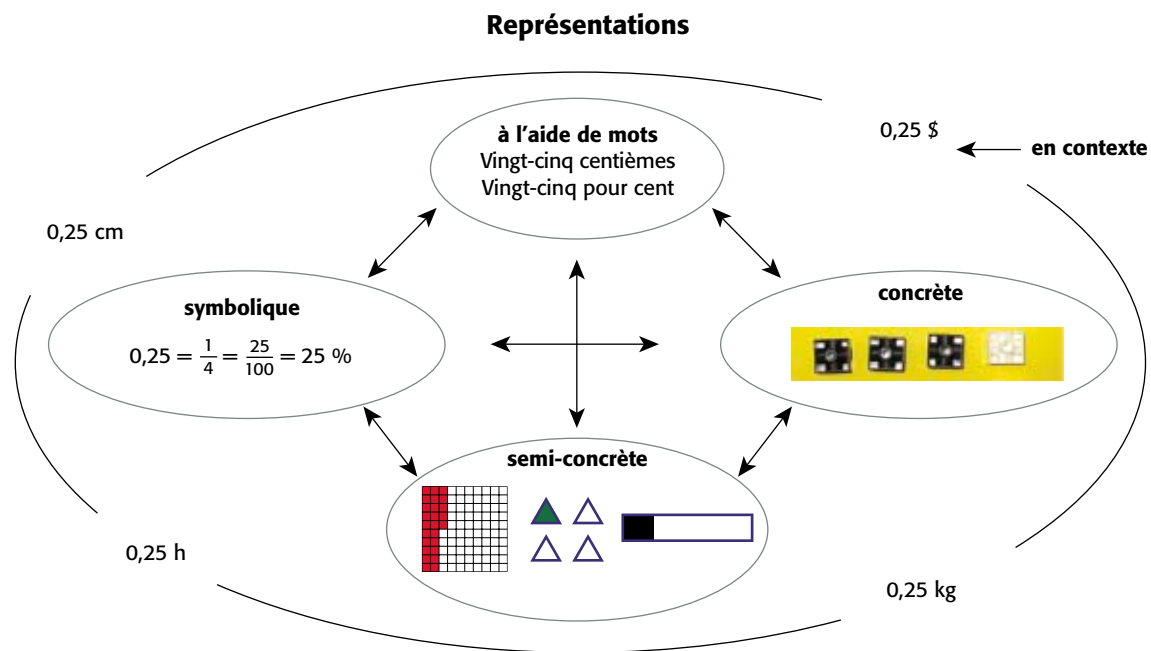 Représentations
à l'aide de mots
Vingt-cinq centièmes
Vingt-cinq pour cent
0,25 $
en contexte
0,25 cm
symbolique
0,25 = 1/4 = 25/100 = 25 %
concrète
semi-concrète
0,25 h
0,25 kg